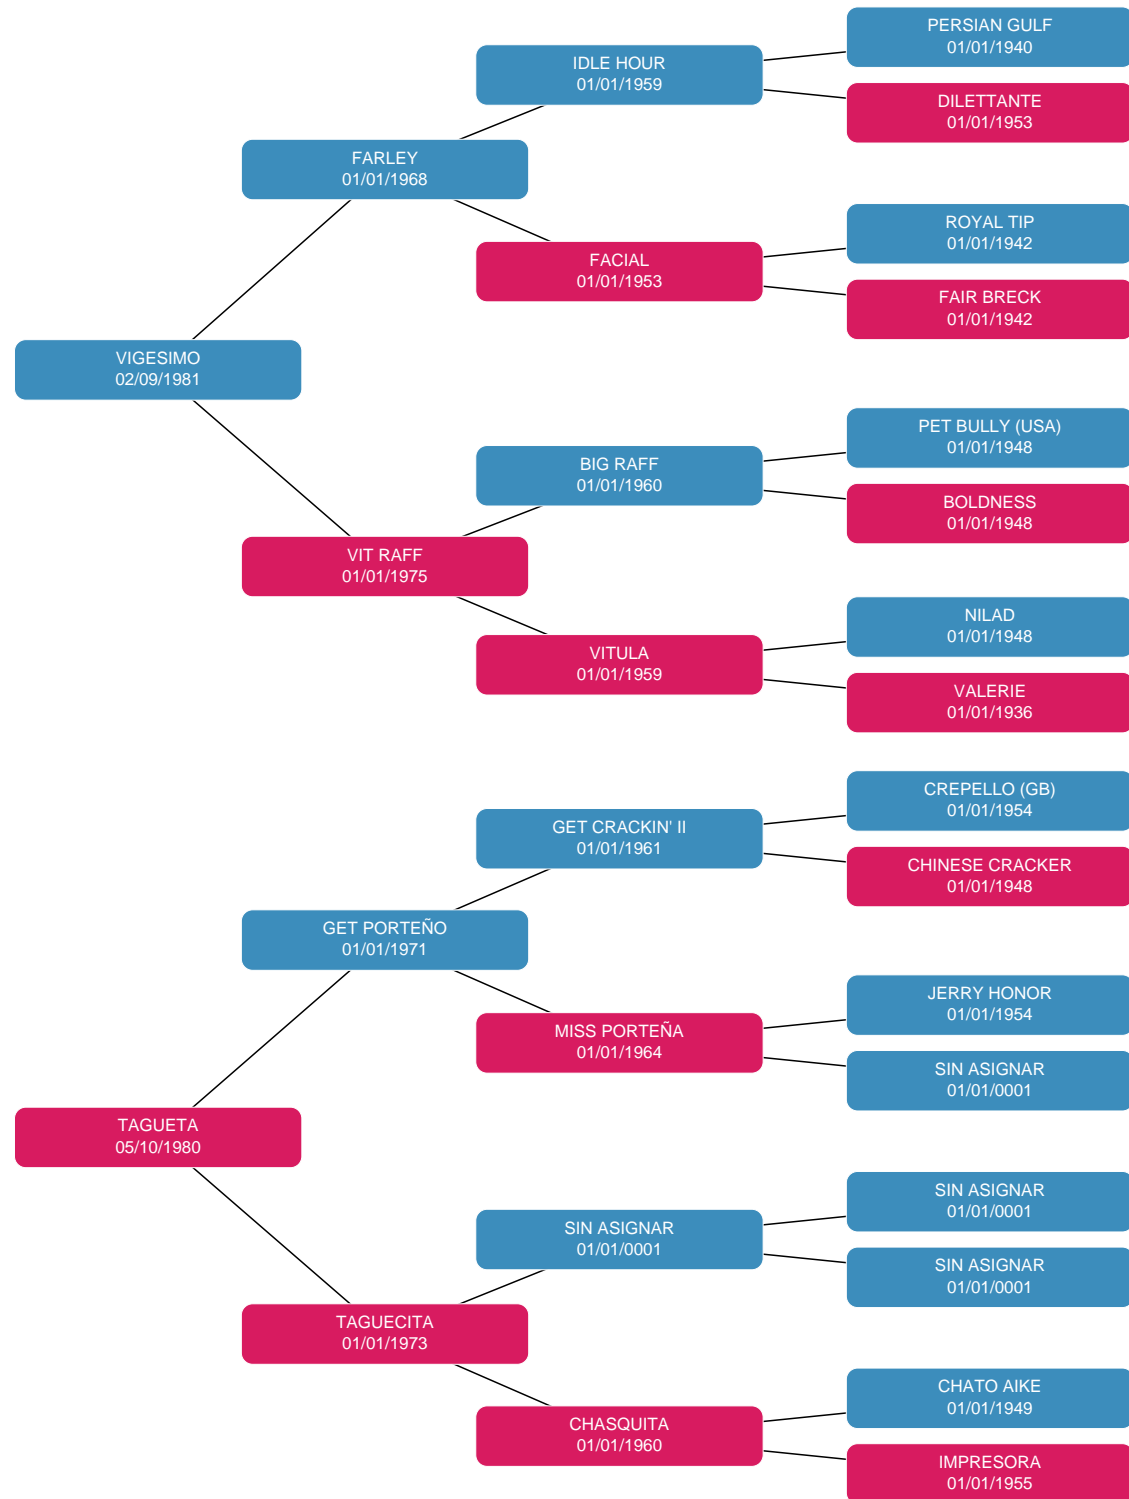 PERSIAN GULF
01/01/1940
IDLE HOUR
01/01/1959
DILETTANTE
01/01/1953
FARLEY
01/01/1968
ROYAL TIP
01/01/1942
FACIAL
01/01/1953
FAIR BRECK
01/01/1942
VIGESIMO
02/09/1981
PET BULLY (USA)
01/01/1948
BIG RAFF
01/01/1960
BOLDNESS
01/01/1948
VIT RAFF
01/01/1975
NILAD
01/01/1948
VITULA
01/01/1959
VALERIE
01/01/1936
CREPELLO (GB)
01/01/1954
GET CRACKIN' II
01/01/1961
CHINESE CRACKER
01/01/1948
GET PORTEÑO
01/01/1971
JERRY HONOR
01/01/1954
MISS PORTEÑA
01/01/1964
SIN ASIGNAR
01/01/0001
TAGUETA
05/10/1980
SIN ASIGNAR
01/01/0001
SIN ASIGNAR
01/01/0001
SIN ASIGNAR
01/01/0001
TAGUECITA
01/01/1973
CHATO AIKE
01/01/1949
CHASQUITA
01/01/1960
IMPRESORA
01/01/1955